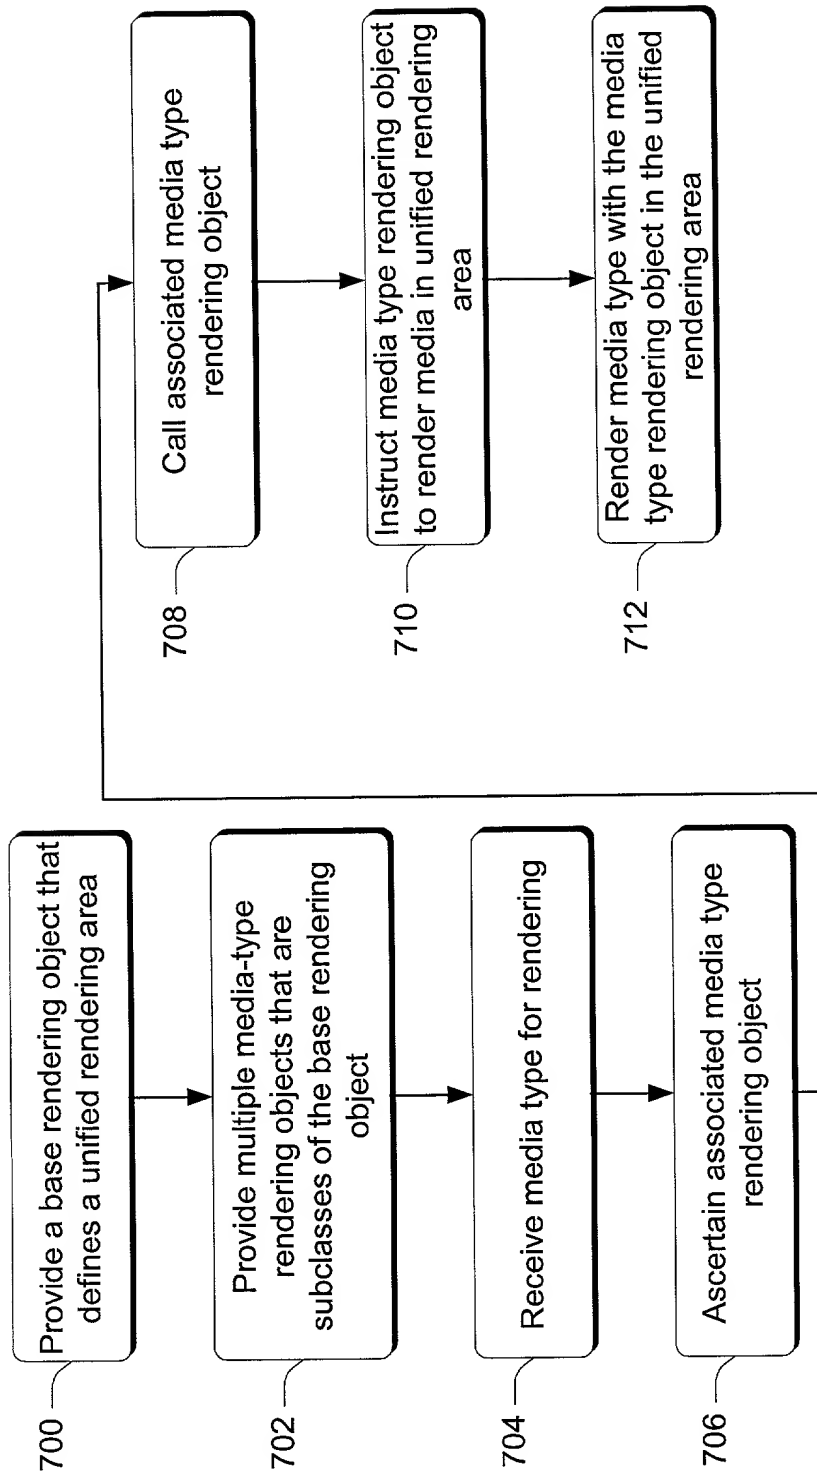 700
Provide a base rendering object that
defines a unified rendering area
702
Provide multiple media-type
rendering objects that are
subclasses of the base rendering
object
704
Receive media type for rendering
706
Ascertain associated media type
rendering object
708
Call associated media type
rendering object
710
Instruct media type rendering object
to render media in unified rendering
area
712
Render media type with the media
type rendering object in the unified
rendering area